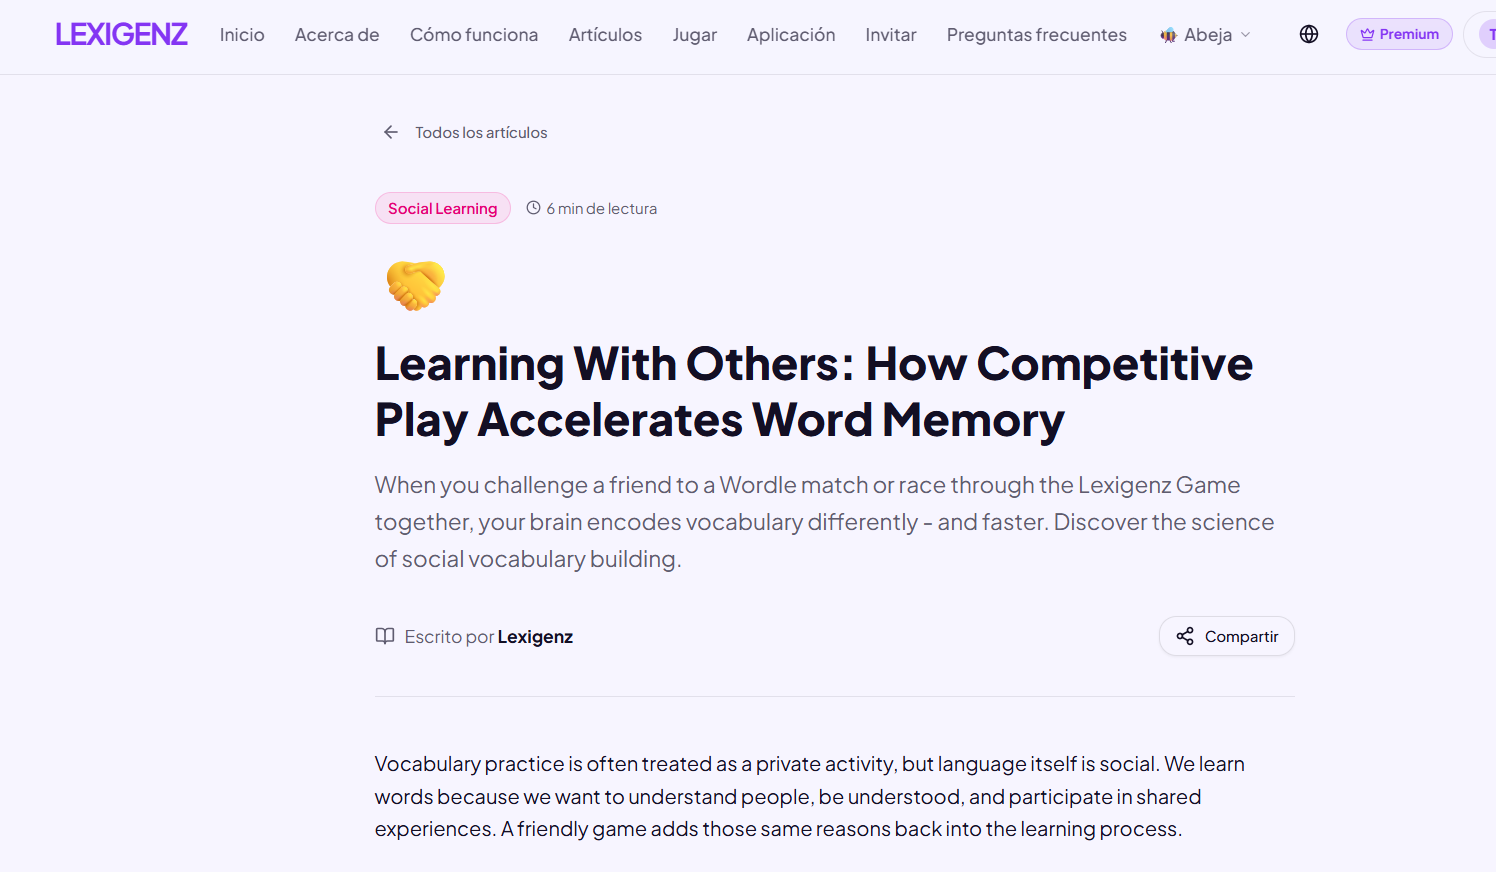 LEXIGENZ Inicio Acerca de Cómo funciona Artículos Jugar Aplicación Invitar Preguntas frecuentes Abeja Premium T
Todos los artículos
Social Learning 6 min de lectura
Learning With Others: How Competitive
Play Accelerates Word Memory
When you challenge a friend to a Wordle match or race through the Lexigenz Game
together, your brain encodes vocabulary differently - and faster. Discover the science
of social vocabulary building.
Escrito por Lexigenz Compartir
Vocabulary practice is often treated as a private activity, but language itself is social. We learn
words because we want to understand people, be understood, and participate in shared
experiences. A friendly game adds those same reasons back into the learning process.